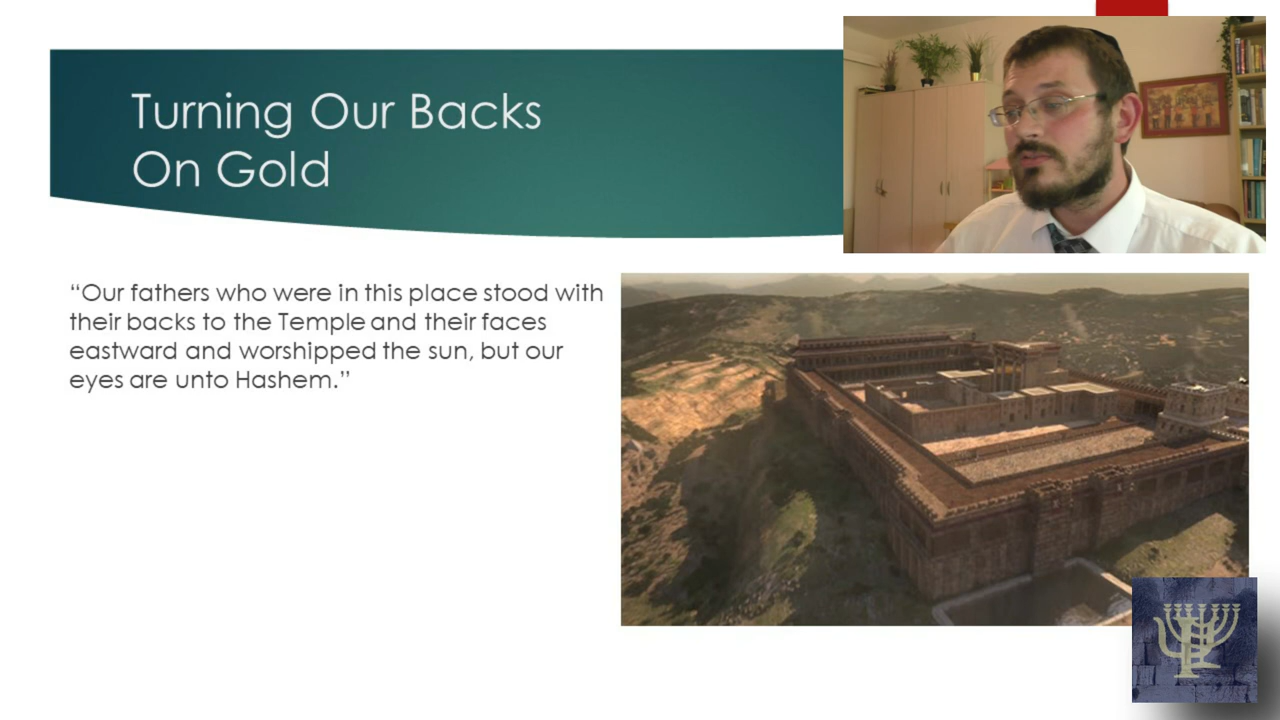 Turning Our Backs
On Gold
“Our fathers who were in this place stood with
their backs to the Temple and their faces
eastward and worshipped the sun, but our
eyes are unto Hashem.”